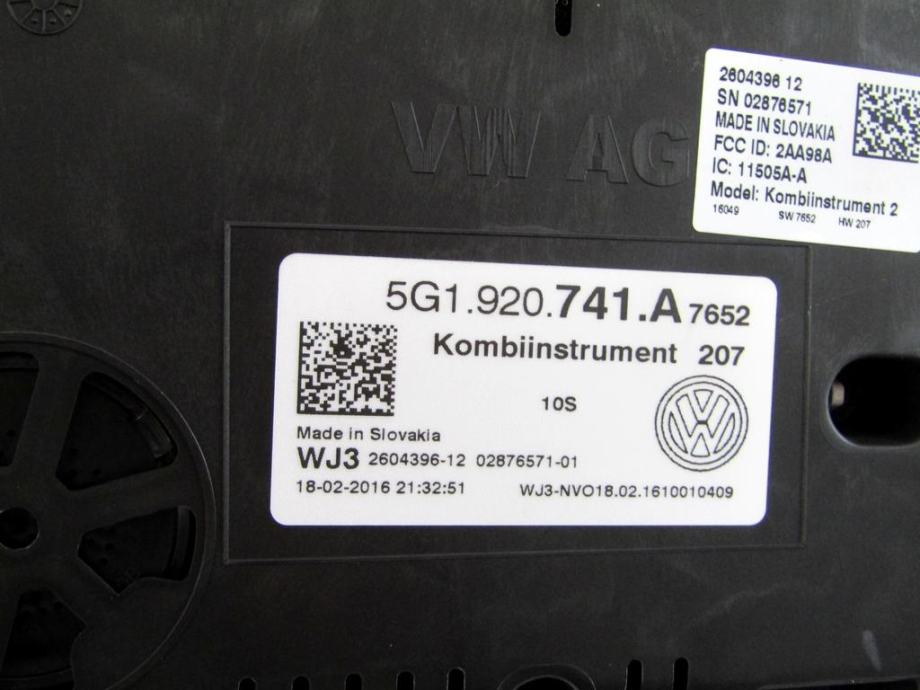 VW AG
2604396 12
SN 02876571
MADE IN SLOVAKIA
FCC ID: 2AA98A
IC: 11505A-A
Model: Kombiinstrument 2
16049 SW 7652 HW 207
5G1.920.741.A 7652
Kombiinstrument 207
10S
Made in Slovakia
WJ3 2604396-12 02876571-01
18-02-2016 21:32:51 WJ3-NVO18.02.1610010409